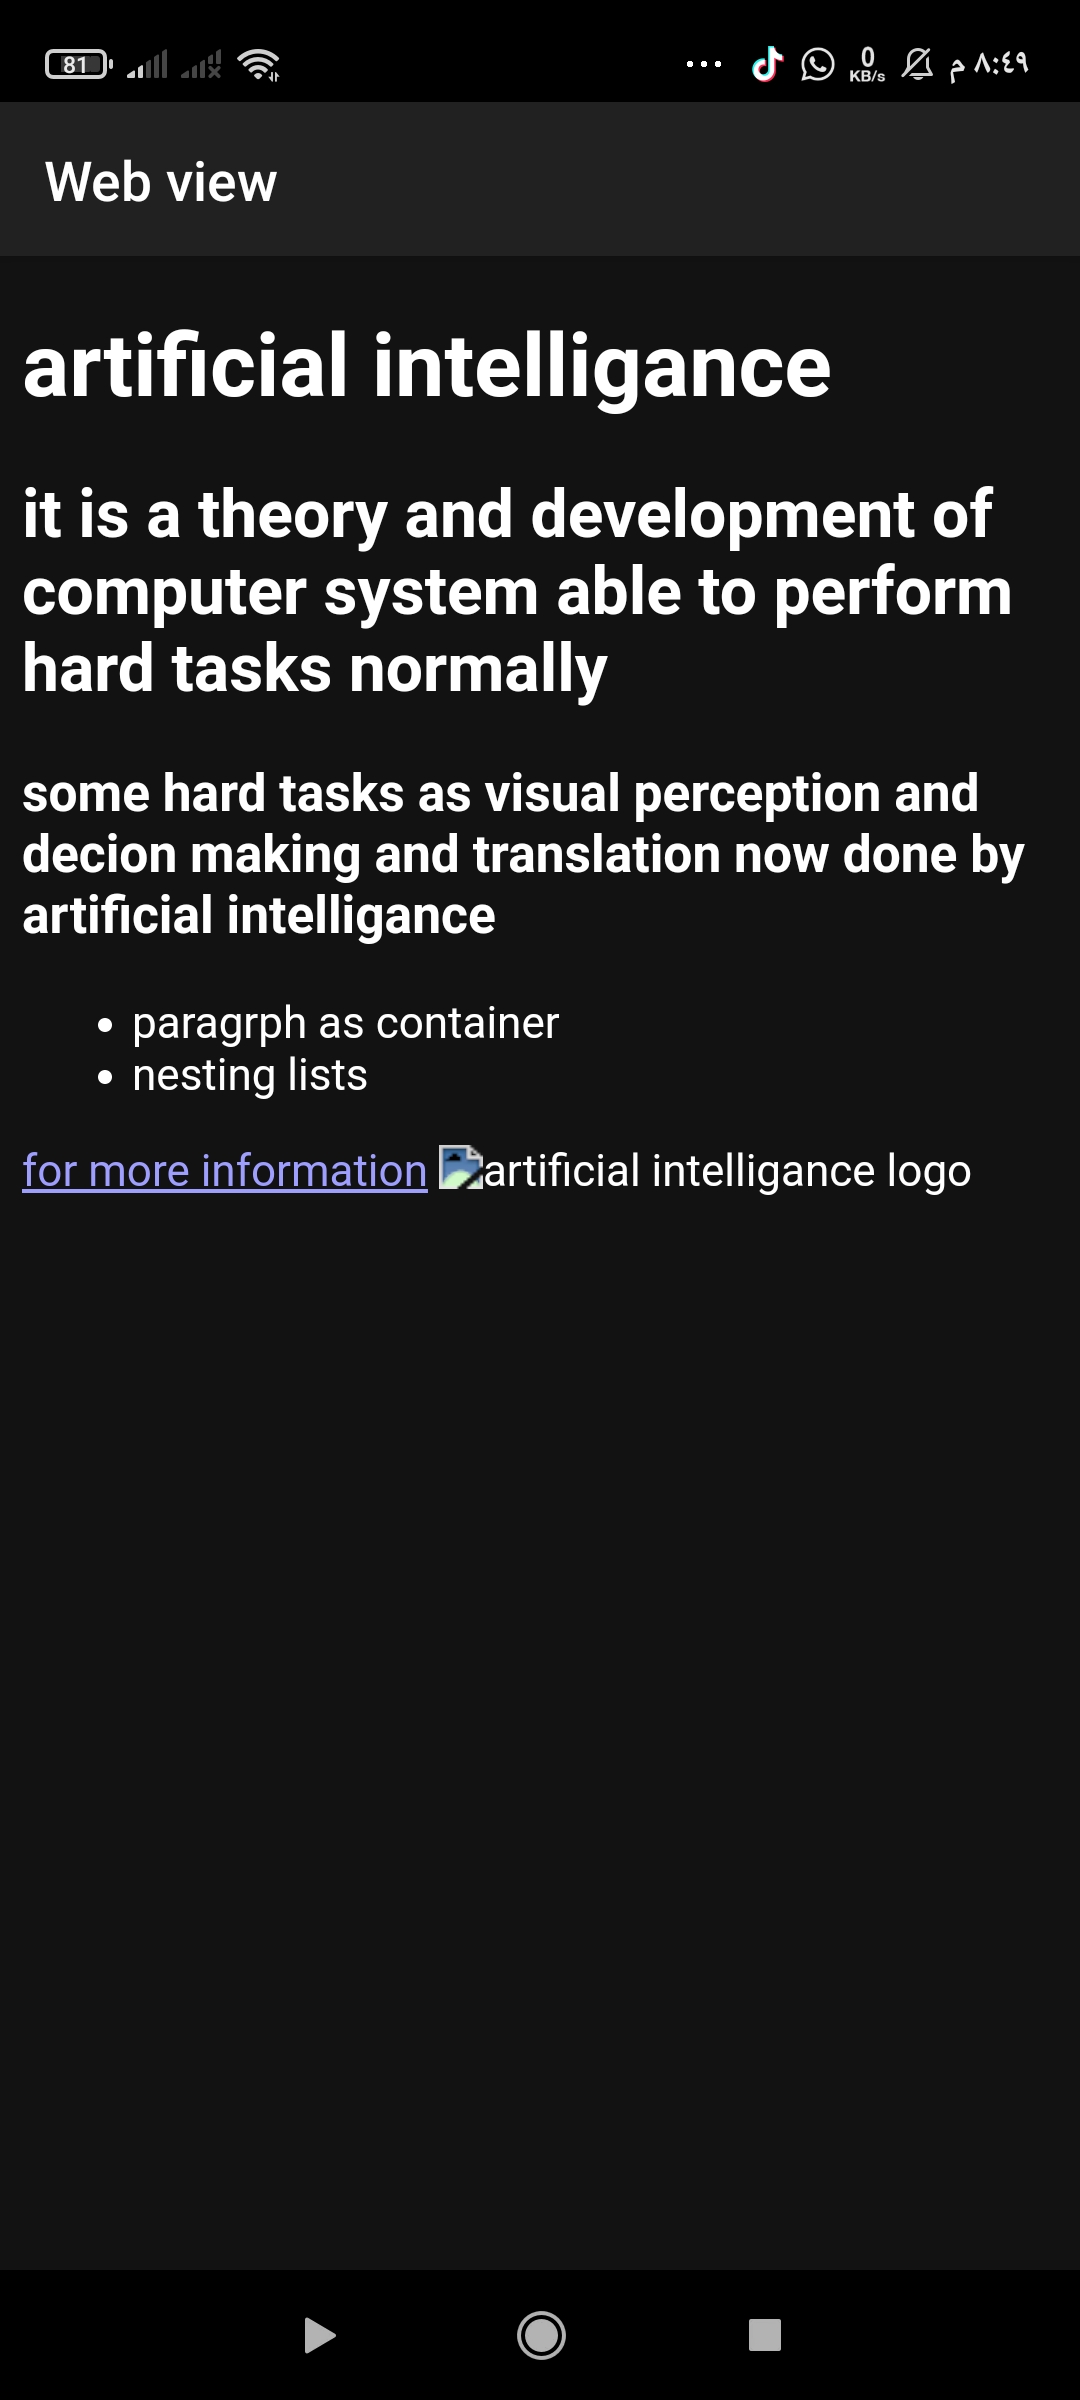 81
0
KB/s
٨:٤٩ م
Web view
artificial intelligance
it is a theory and development of
computer system able to perform
hard tasks normally
some hard tasks as visual perception and
decion making and translation now done by
artificial intelligance
paragrph as container
nesting lists
for more information artificial intelligance logo